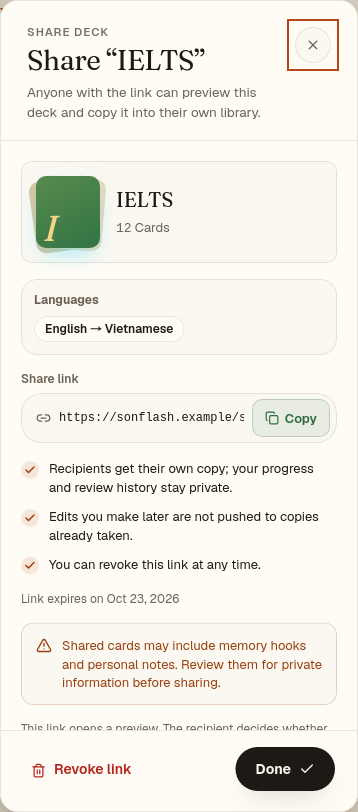 SHARE DECK
Share “IELTS”
Anyone with the link can preview this
deck and copy it into their own library.
I
IELTS
12 Cards
Languages
English → Vietnamese
Share link
https://sonflash.example/s
Copy
Recipients get their own copy; your progress
and review history stay private.
Edits you make later are not pushed to copies
already taken.
You can revoke this link at any time.
Link expires on Oct 23, 2026
Shared cards may include memory hooks
and personal notes. Review them for private
information before sharing.
This link opens a preview. The recipient decides whether
Revoke link
Done